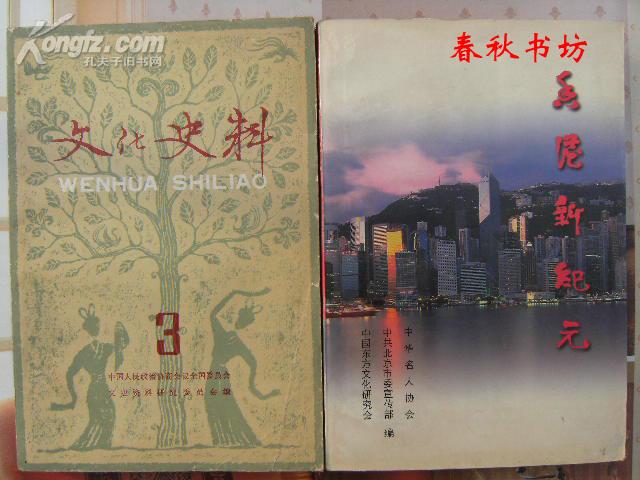 Kongfz.com
孔夫子旧书网
文化史料
WENHUA SHILIAO
3
中国人民政治协商会议全国委员会
文史资料研究委员会编
春秋书坊
香港新纪元
中华名人协会
中共北京市委宣传部 编
中国东方文化研究会